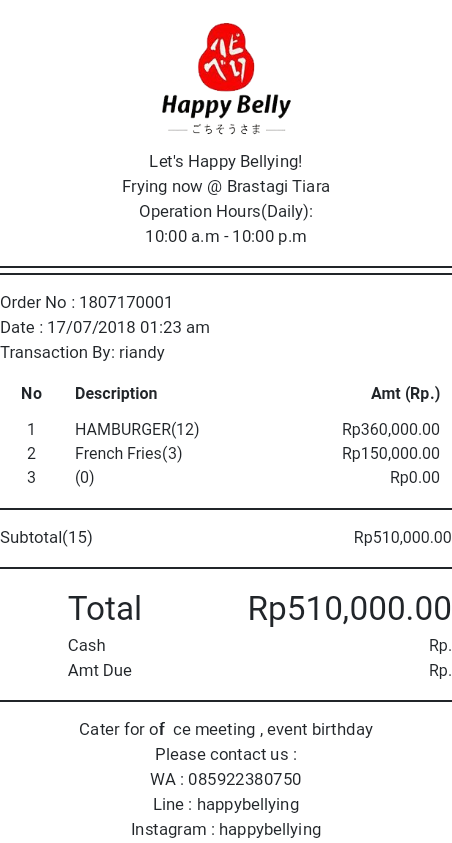 ハピ
べり
Happy Belly
ごちそうさま
Let's Happy Bellying!
Frying now @ Brastagi Tiara
Operation Hours(Daily):
10:00 a.m - 10:00 p.m
Order No : 1807170001
Date : 17/07/2018 01:23 am
Transaction By: riandy
No Description Amt (Rp.)
1 HAMBURGER(12) Rp360,000.00
2 French Fries(3) Rp150,000.00
3 (0) Rp0.00
Subtotal(15) Rp510,000.00
Total Rp510,000.00
Cash Rp.
Amt Due Rp.
Cater for of ce meeting , event birthday
Please contact us :
WA : 085922380750
Line : happybellying
Instagram : happybellying